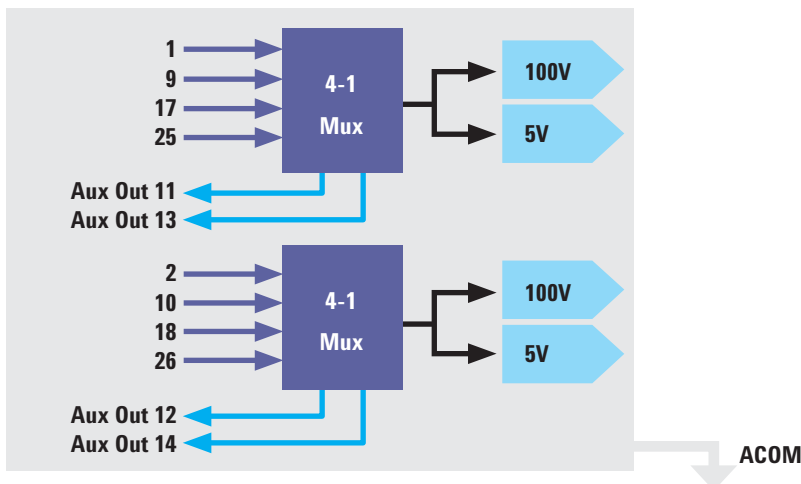 1
9
17
25
4-1
Mux
100V
5V
Aux Out 11
Aux Out 13
2
10
18
26
4-1
Mux
100V
5V
Aux Out 12
Aux Out 14
ACOM